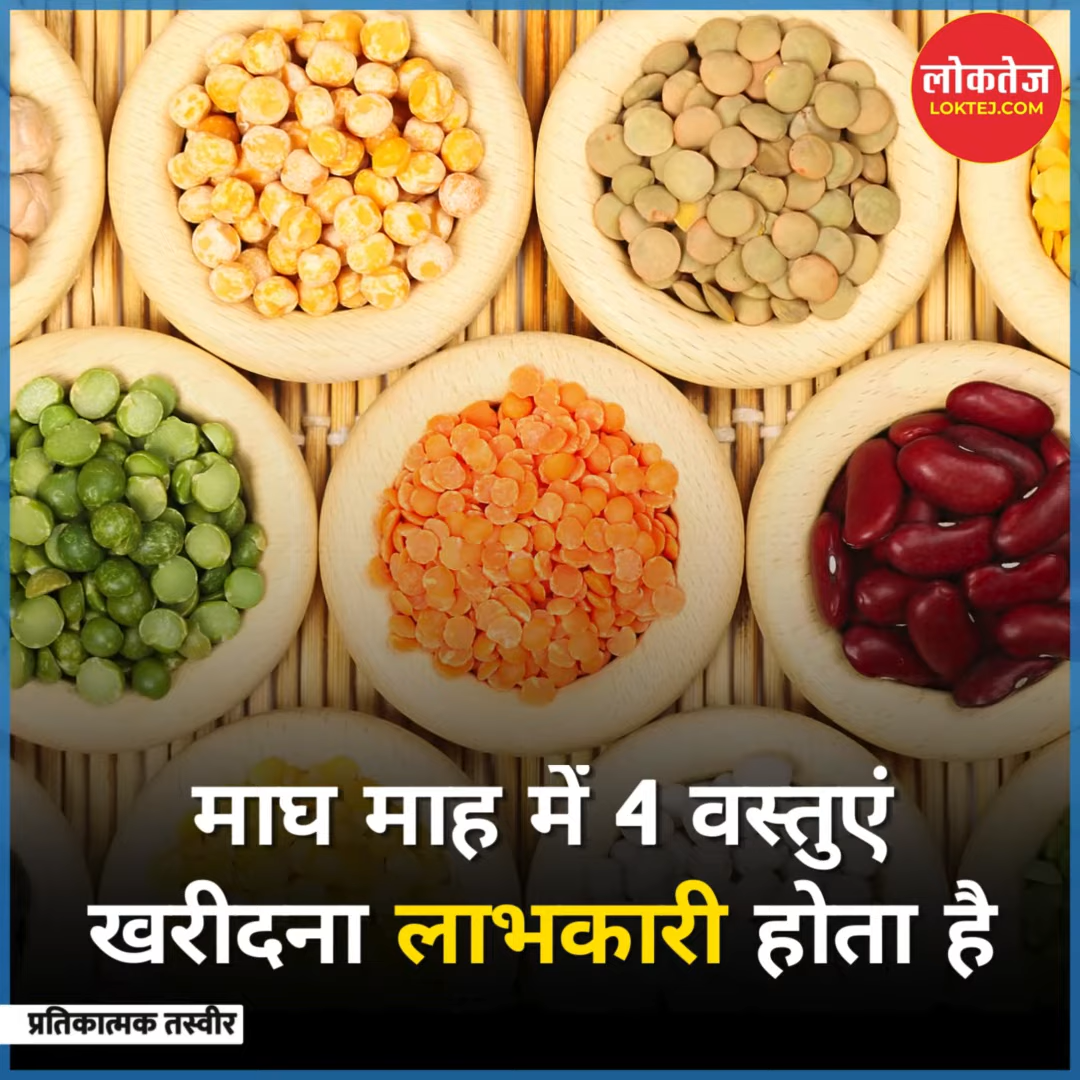 लोकतेज
LOKTEJ.COM
माघ माह में 4 वस्तुएं
खरीदना लाभकारी होता है
प्रतिकात्मक तस्वीर